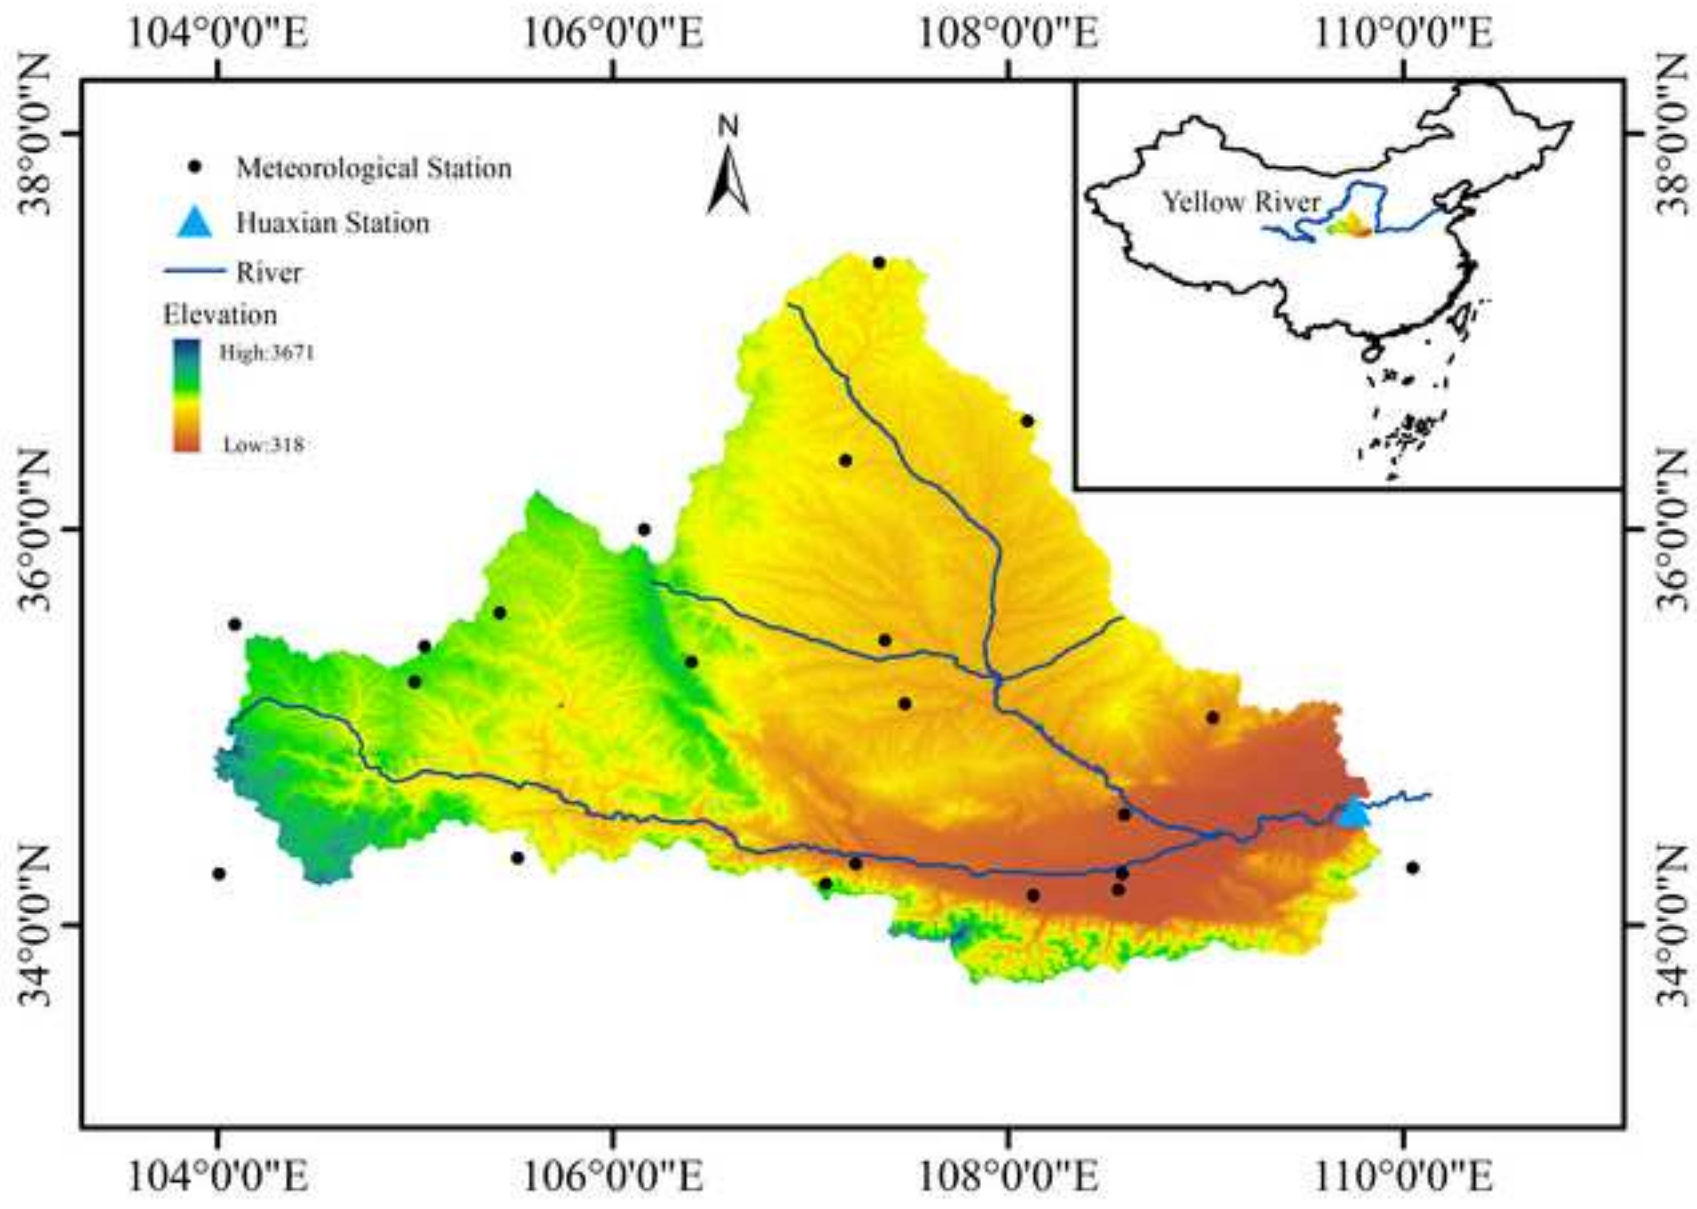 104°0'0"E 106°0'0"E 108°0'0"E 110°0'0"E
38°0'0"N
36°0'0"N
34°0'0"N
N
Meteorological Station
Huaxian Station
River
Elevation
High:3671
Low:318
Yellow River
38°0'0"N
36°0'0"N
34°0'0"N
104°0'0"E 106°0'0"E 108°0'0"E 110°0'0"E